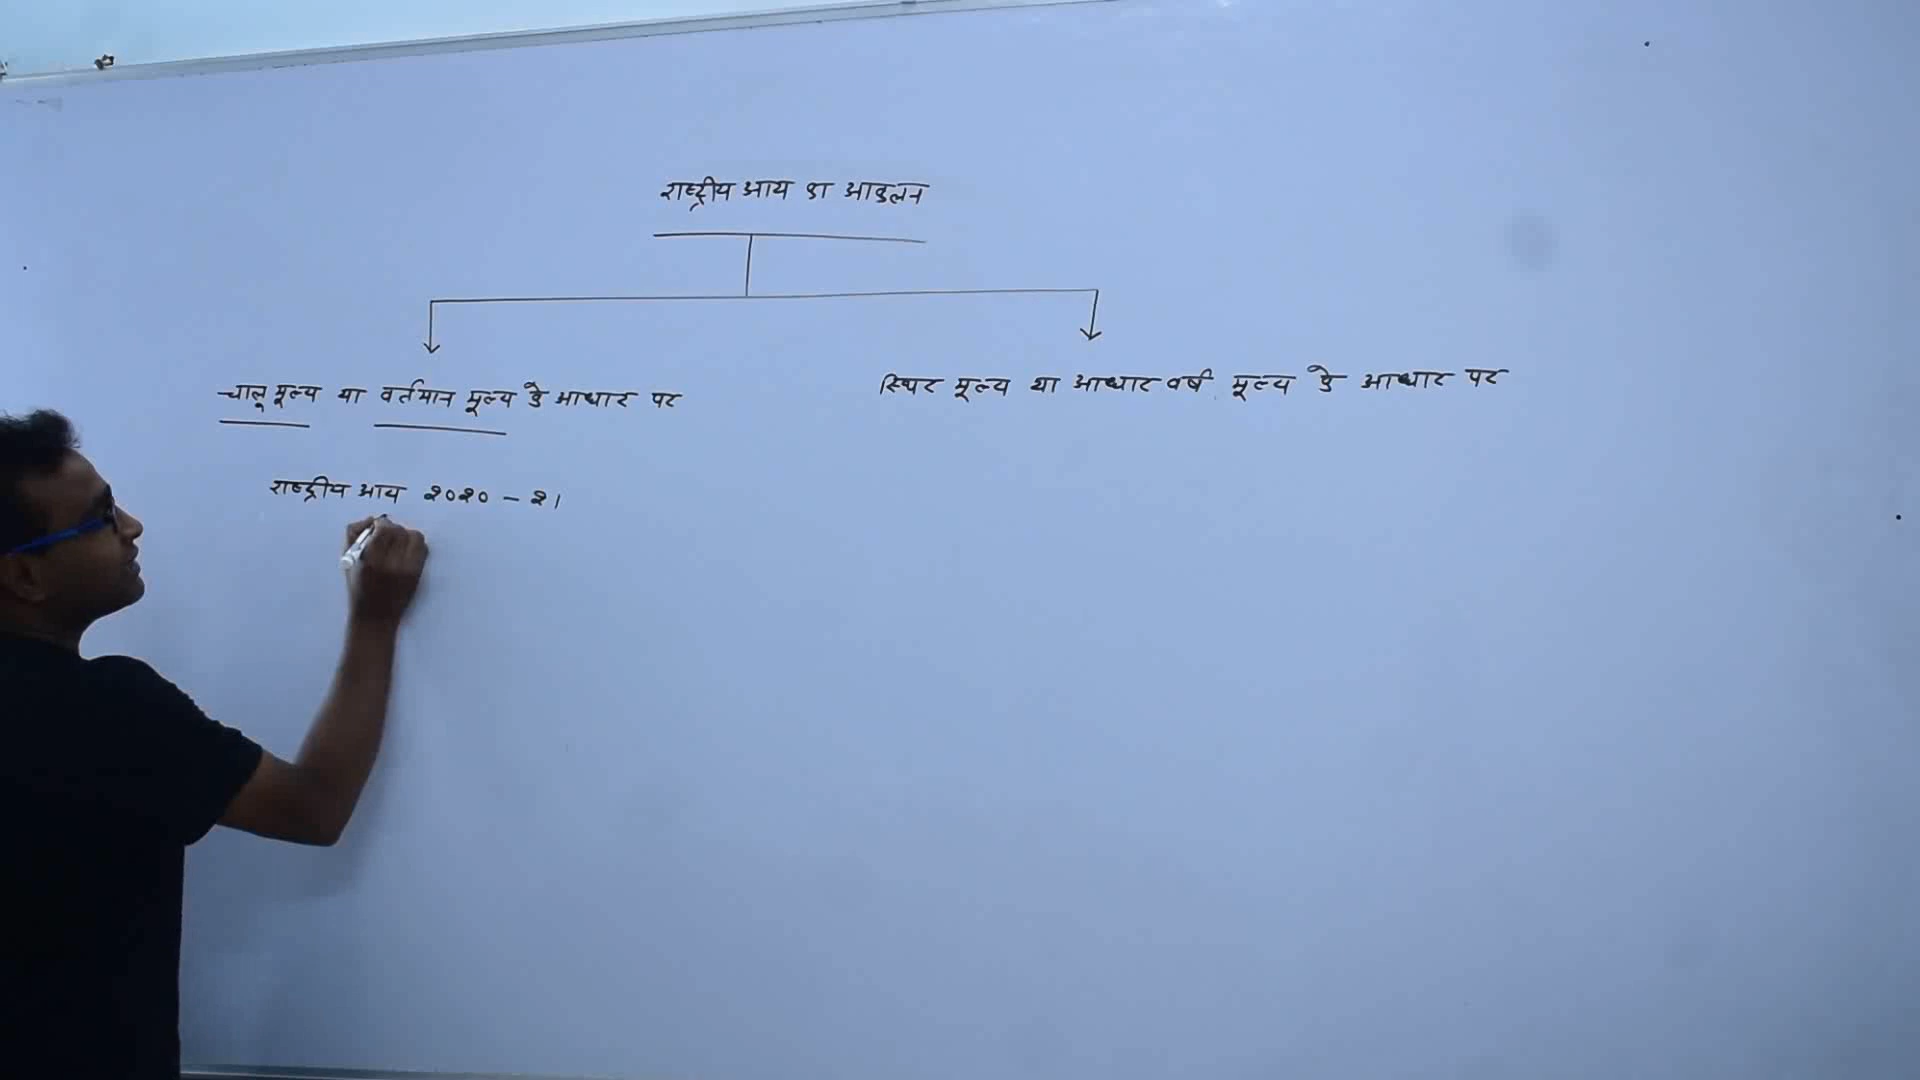 राष्ट्रीय आय का आकलन
चालू मूल्य या वर्तमान मूल्य के आधार पर
स्थिर मूल्य या आधार वर्ष मूल्य के आधार पर
राष्ट्रीय आय २०२० - २१